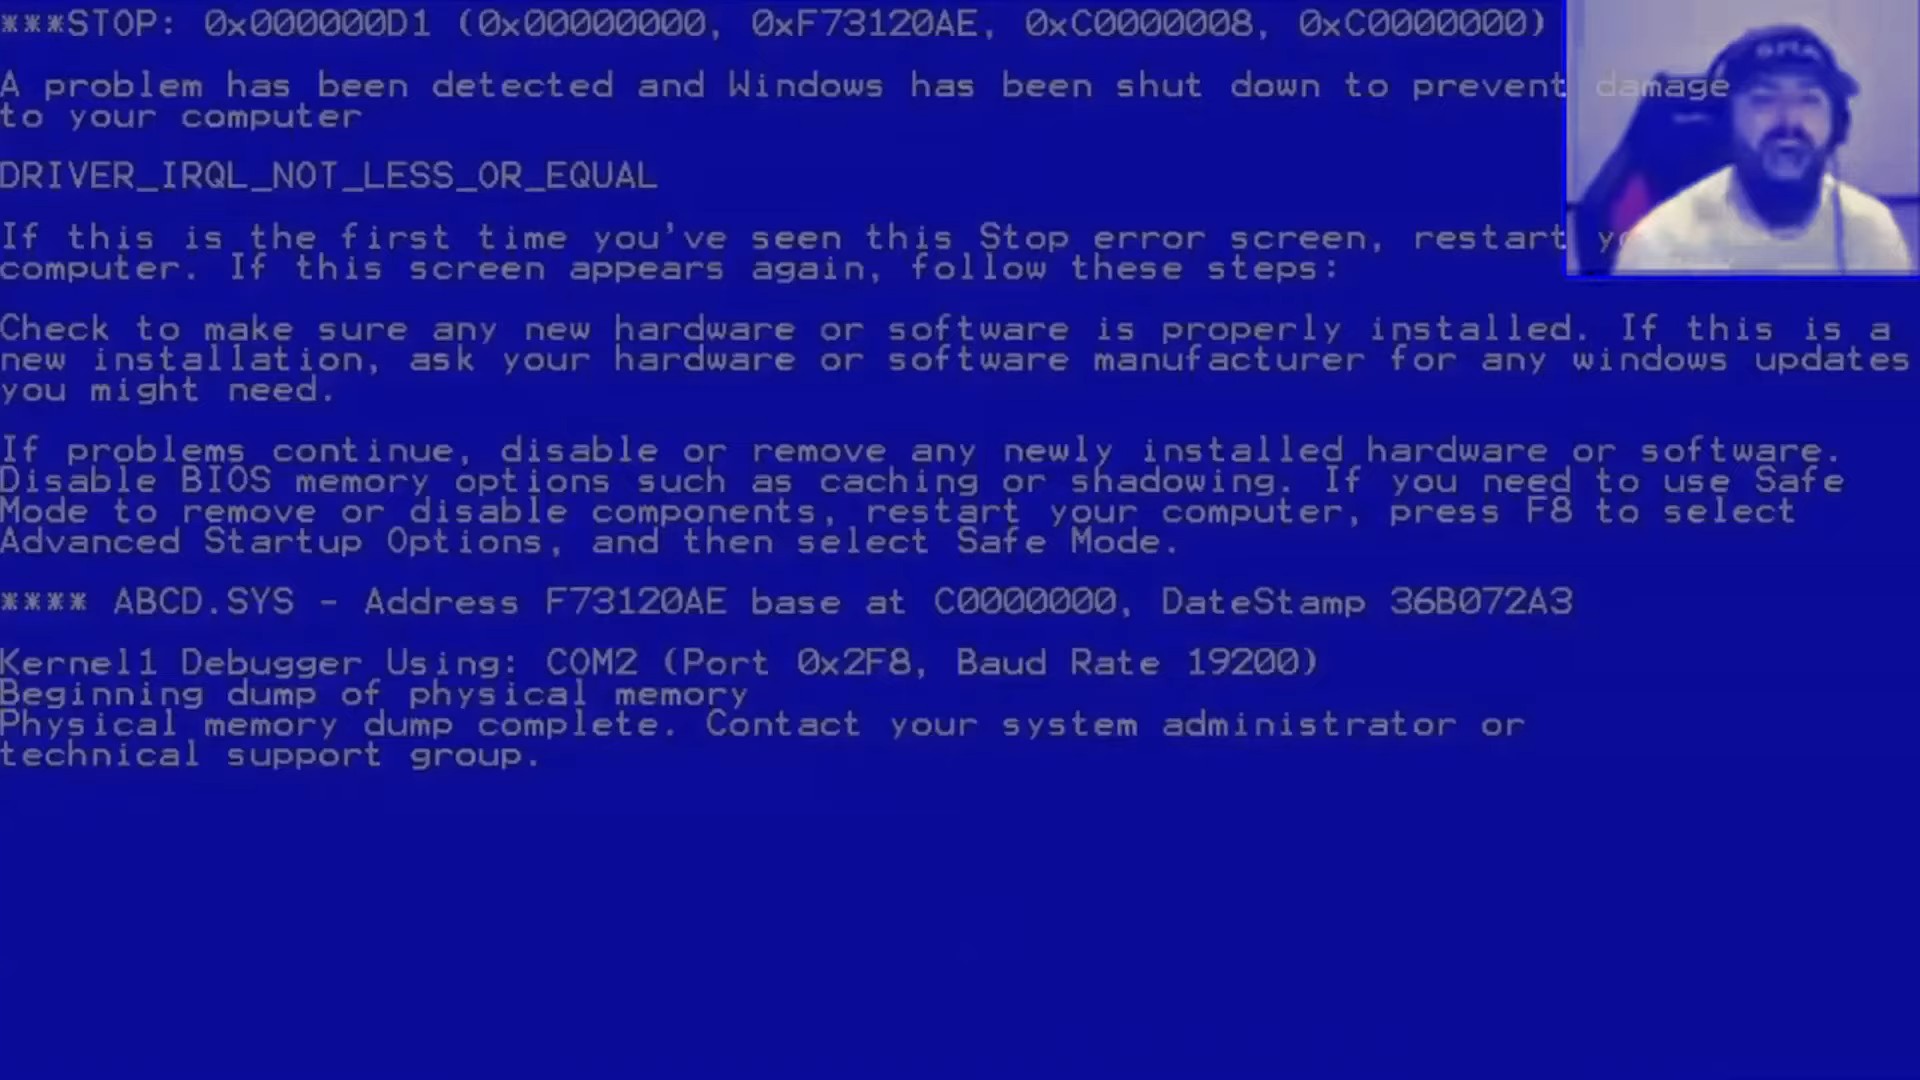 ***STOP: 0x000000D1 (0x00000000, 0xF73120AE, 0xC0000008, 0xC0000000)
A problem has been detected and Windows has been shut down to prevent damage
to your computer
DRIVER_IRQL_NOT_LESS_OR_EQUAL
If this is the first time you've seen this Stop error screen, restart
computer. If this screen appears again, follow these steps:
Check to make sure any new hardware or software is properly installed. If this is a
new installation, ask your hardware or software manufacturer for any windows updates
you might need.
If problems continue, disable or remove any newly installed hardware or software.
Disable BIOS memory options such as caching or shadowing. If you need to use Safe
Mode to remove or disable components, restart your computer, press F8 to select
Advanced Startup Options, and then select Safe Mode.
**** ABCD.SYS - Address F73120AE base at C0000000, DateStamp 36B072A3
Kernel1 Debugger Using: COM2 (Port 0x2F8, Baud Rate 19200)
Beginning dump of physical memory
Physical memory dump complete. Contact your system administrator or
technical support group.